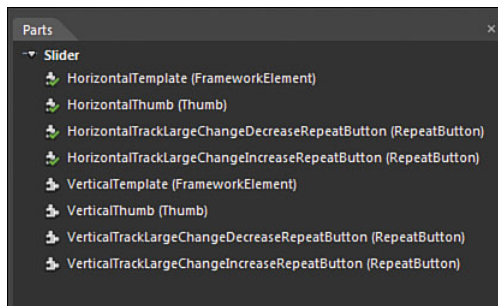 Parts
Slider
HorizontalTemplate (FrameworkElement)
HorizontalThumb (Thumb)
HorizontalTrackLargeChangeDecreaseRepeatButton (RepeatButton)
HorizontalTrackLargeChangeIncreaseRepeatButton (RepeatButton)
VerticalTemplate (FrameworkElement)
VerticalThumb (Thumb)
VerticalTrackLargeChangeDecreaseRepeatButton (RepeatButton)
VerticalTrackLargeChangeIncreaseRepeatButton (RepeatButton)